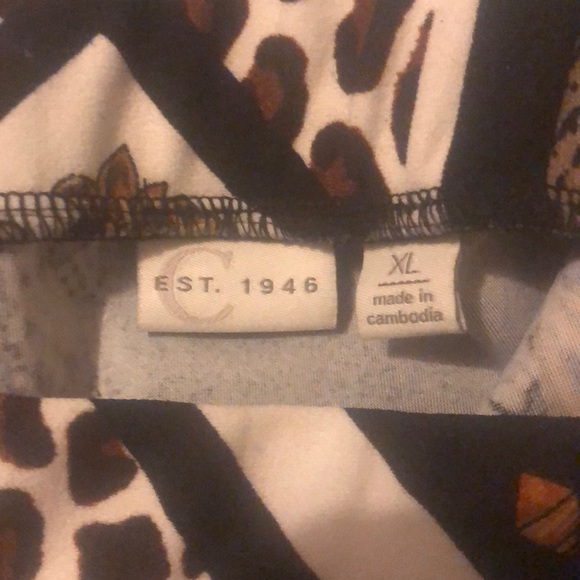 C
EST. 1946
XL
made in
cambodia